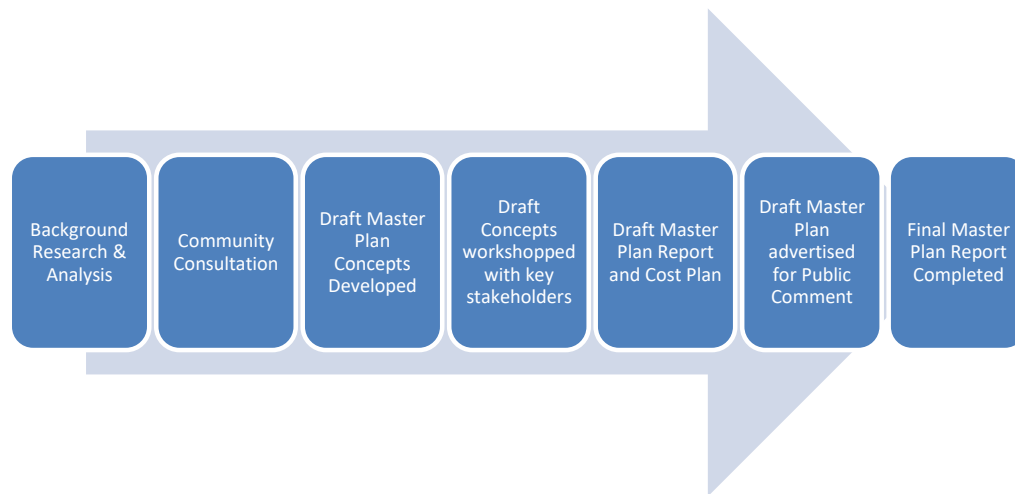 Background
Research &
Analysis
Community
Consultation
Draft Master
Plan
Concepts
Developed
Draft
Concepts
workshopped
with key
stakeholders
Draft Master
Plan Report
and Cost Plan
Draft Master
Plan
advertised
for Public
Comment
Final Master
Plan Report
Completed